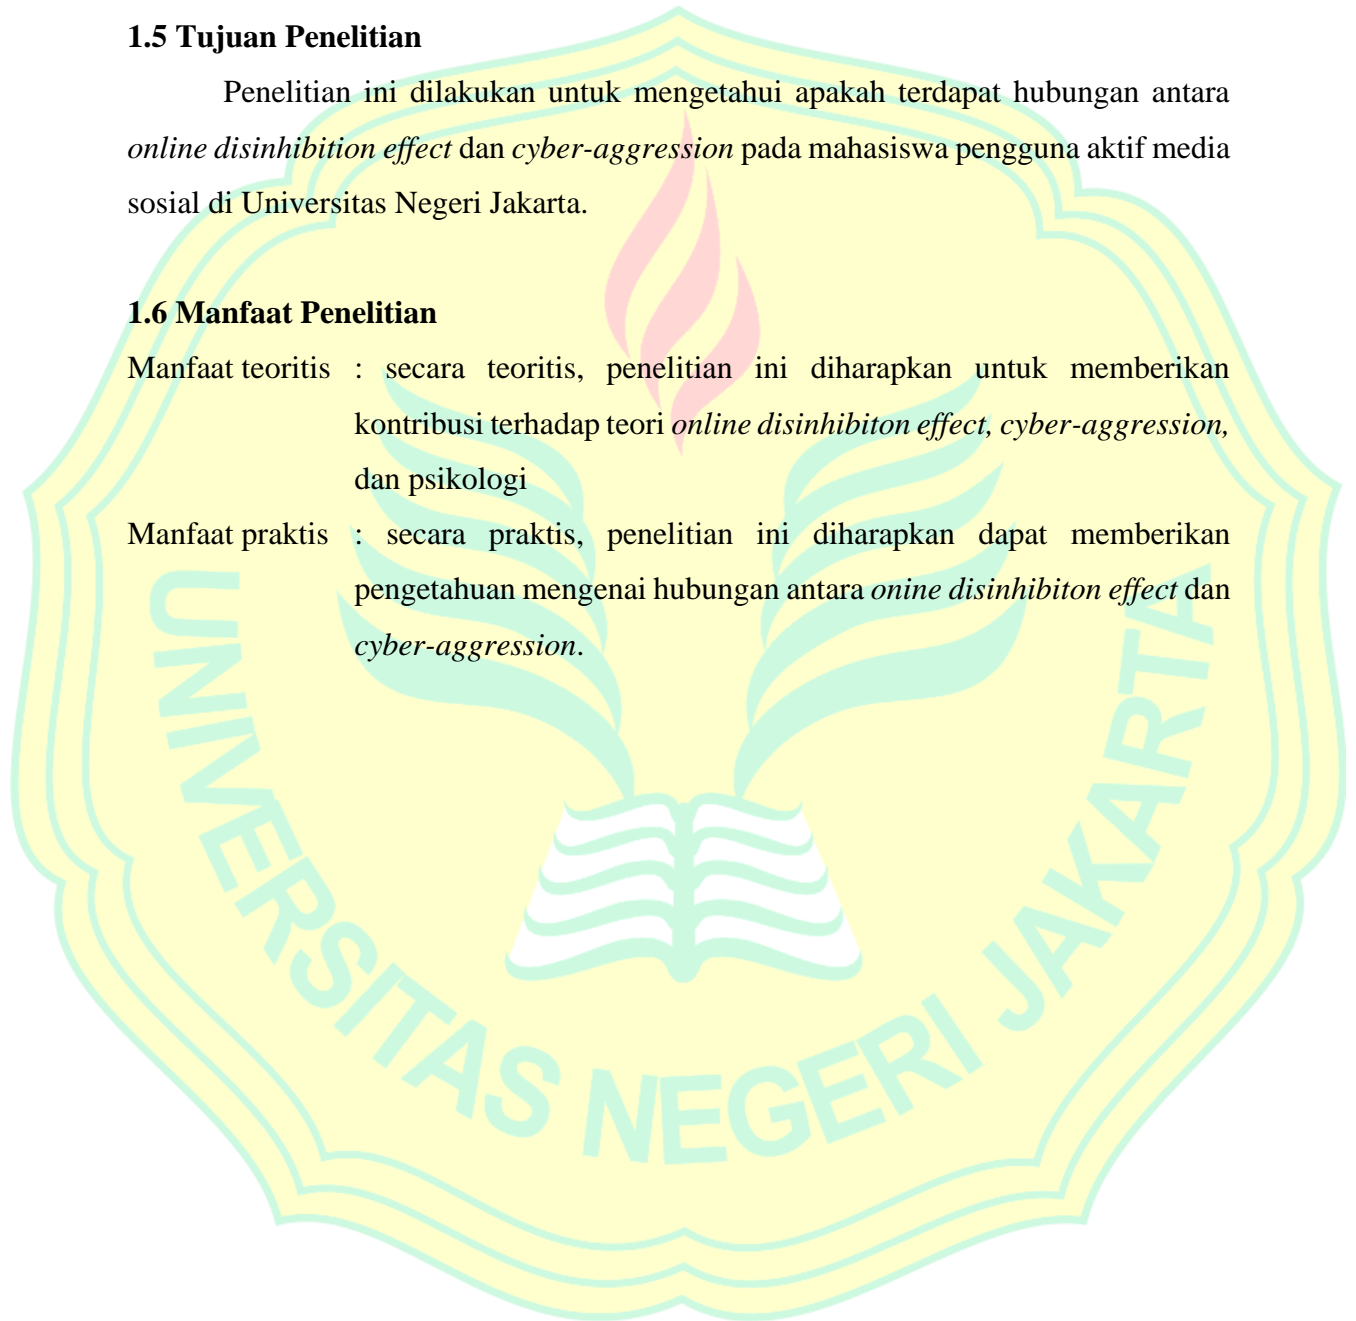 1.5 Tujuan Penelitian
Penelitian ini dilakukan untuk mengetahui apakah terdapat hubungan antara
online disinhibition effect dan cyber-aggression pada mahasiswa pengguna aktif media
sosial di Universitas Negeri Jakarta.
1.6 Manfaat Penelitian
Manfaat teoritis : secara teoritis, penelitian ini diharapkan untuk memberikan
kontribusi terhadap teori online disinhibiton effect, cyber-aggression,
dan psikologi
Manfaat praktis : secara praktis, penelitian ini diharapkan dapat memberikan
pengetahuan mengenai hubungan antara onine disinhibiton effect dan
cyber-aggression.
UNIVERSITAS NEGERI JAKARTA